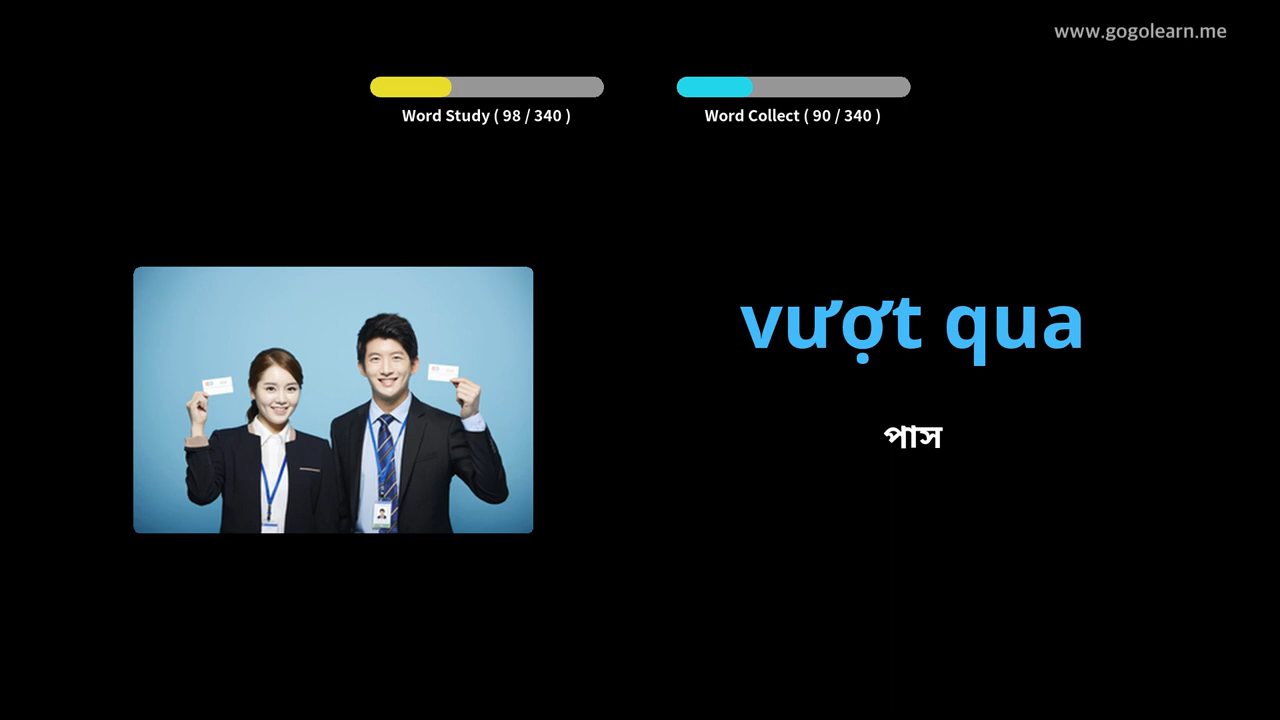 www.gogolearn.me
Word Study ( 98 / 340 )
Word Collect ( 90 / 340 )
vượt qua
পাস